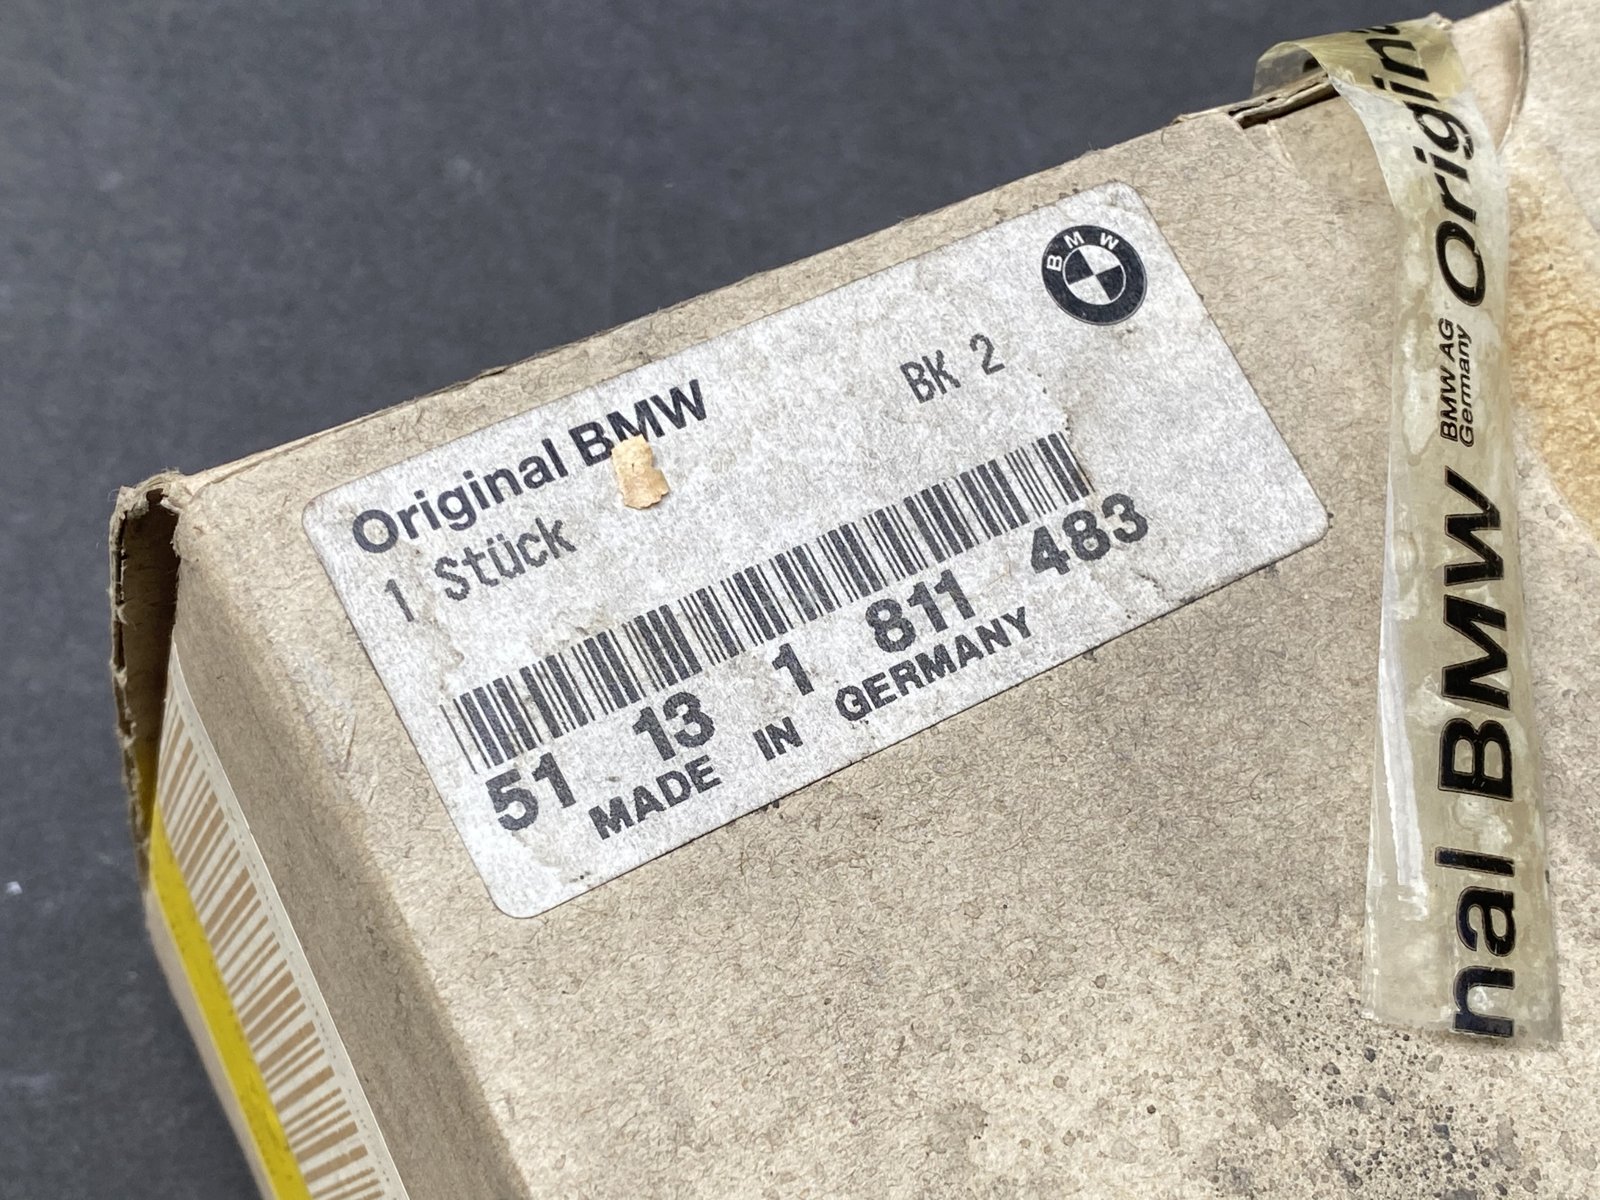 BMW
Original BMW
BK 2
1 Stück
51 13 1 811 483
MADE IN GERMANY
nal BMW
BMW AG
Germany
Origin